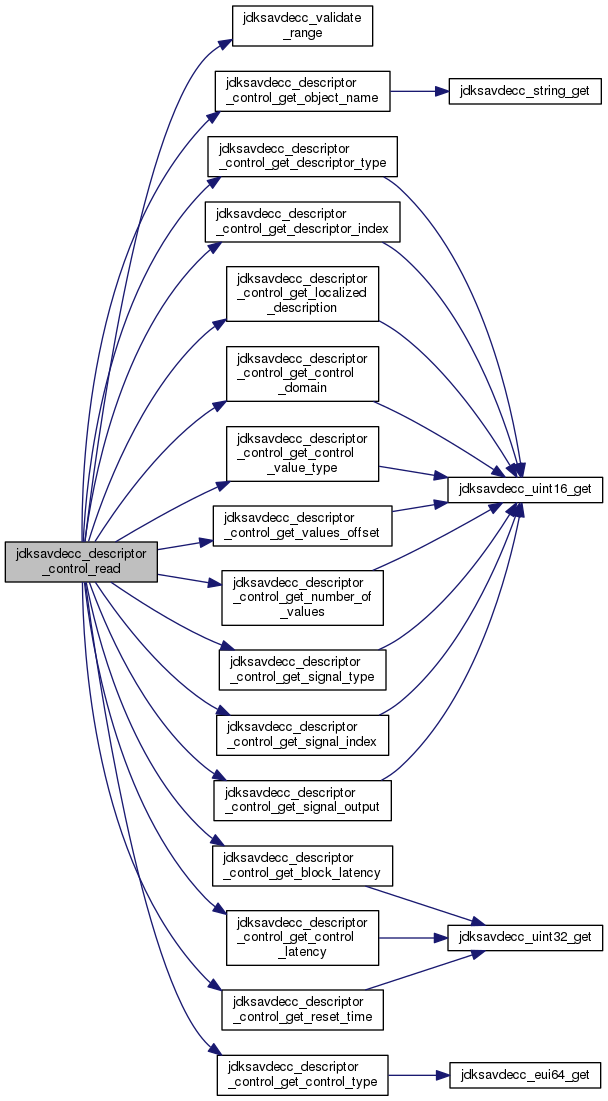 jdksavdecc_validate
_range
jdksavdecc_descriptor
_control_get_object_name
jdksavdecc_string_get
jdksavdecc_descriptor
_control_get_descriptor_type
jdksavdecc_descriptor
_control_get_descriptor_index
jdksavdecc_descriptor
_control_get_localized
_description
jdksavdecc_descriptor
_control_get_control
_domain
jdksavdecc_descriptor
_control_get_control
_value_type
jdksavdecc_uint16_get
jdksavdecc_descriptor
_control_get_values_offset
jdksavdecc_descriptor
_control_read
jdksavdecc_descriptor
_control_get_number_of
_values
jdksavdecc_descriptor
_control_get_signal_type
jdksavdecc_descriptor
_control_get_signal_index
jdksavdecc_descriptor
_control_get_signal_output
jdksavdecc_descriptor
_control_get_block_latency
jdksavdecc_descriptor
_control_get_control
_latency
jdksavdecc_uint32_get
jdksavdecc_descriptor
_control_get_reset_time
jdksavdecc_descriptor
_control_get_control_type
jdksavdecc_eui64_get